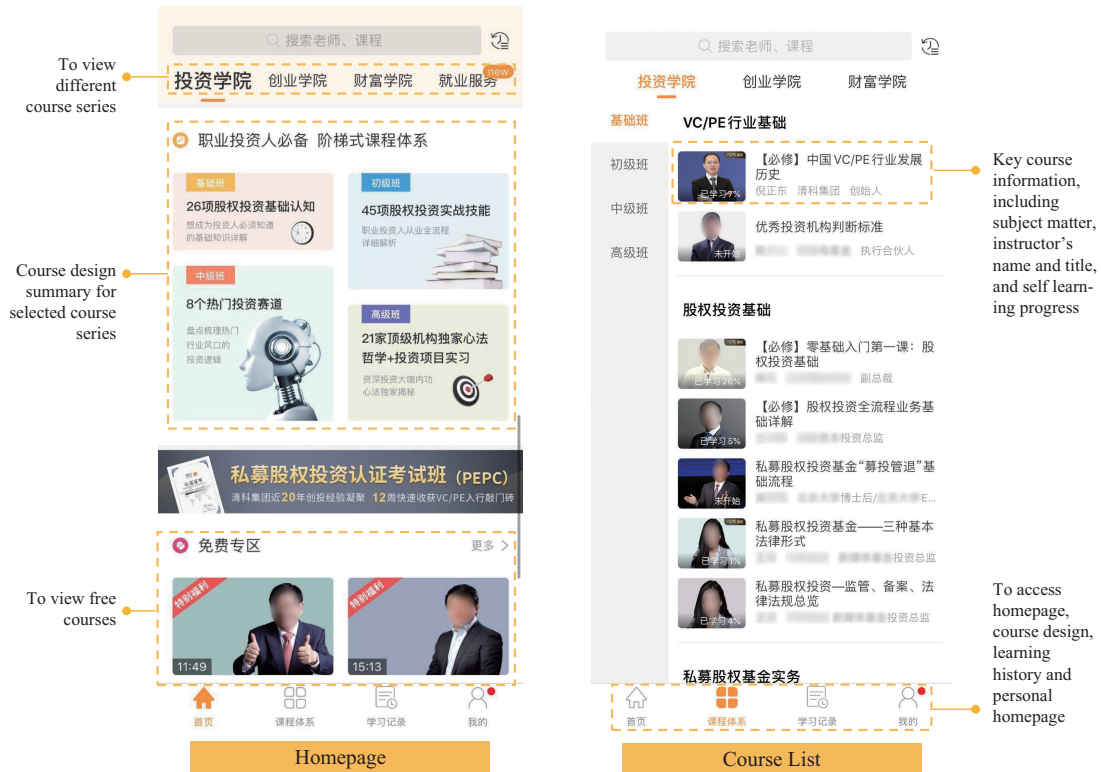 To view
different
course series
搜索老师、课程
投资学院 创业学院 财富学院 就业服务
new
职业投资人必备 阶梯式课程体系
基础班
26项股权投资基础认知
想成为投资人必须知道
的基础知识详解
初级班
45项股权投资实战技能
职业投资人从业全流程
详细解析
Course design
summary for
selected course
series
中级班
8个热门投资赛道
盘点梳理热门
行业风口的
投资逻辑
高级班
21家顶级机构独家心法
哲学+投资项目实习
资深投资大咖内功
心法独家揭秘
私募股权投资认证考试班（PEPC）
清科集团近20年创投经验凝聚 12周快速收获VC/PE入行敲门砖
To view free
courses
免费专区
更多
特别福利
11:49
特别福利
15:13
首页
课程体系
学习记录
我的
Homepage
搜索老师、课程
投资学院 创业学院 财富学院
基础班
初级班
中级班
高级班
VC/PE行业基础
【必修】中国VC/PE行业发展
历史
倪正东 清科集团 创始人
已学习7%
优秀投资机构判断标准
执行合伙人
未开始
股权投资基础
【必修】零基础入门第一课：股
权投资基础
副总裁
已学习26%
【必修】股权投资全流程业务基
础详解
投资总监
已学习5%
私募股权投资基金“募投管退”基
础流程
博士后/
E...
未开始
私募股权投资基金——三种基本
法律形式
投资总监
已学习1%
私募股权投资—监管、备案、法
律法规总览
投资总监
已学习4%
私募股权基金实务
首页
课程体系
学习记录
我的
Course List
Key course
information,
including
subject matter,
instructor’s
name and title,
and self learn-
ing progress
To access
homepage,
course design,
learning
history and
personal
homepage